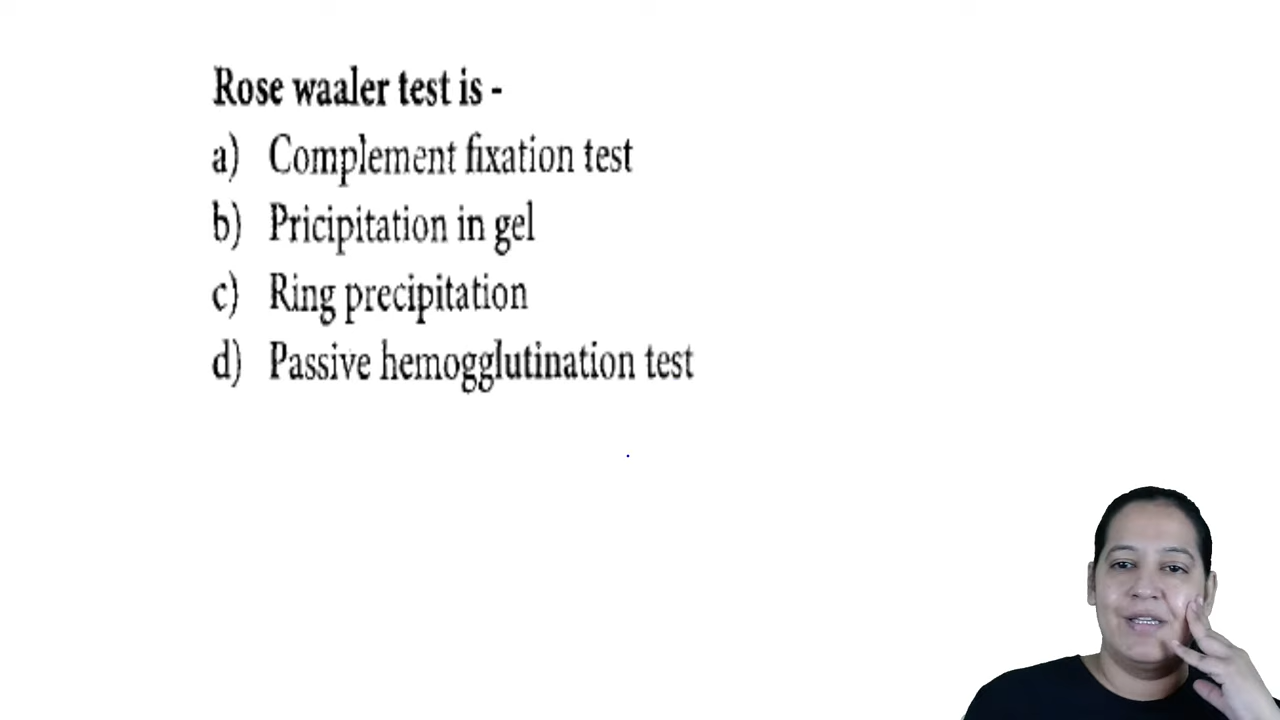 Rose waaler test is -
a) Complement fixation test
b) Pricipitation in gel
c) Ring precipitation
d) Passive hemogglutination test